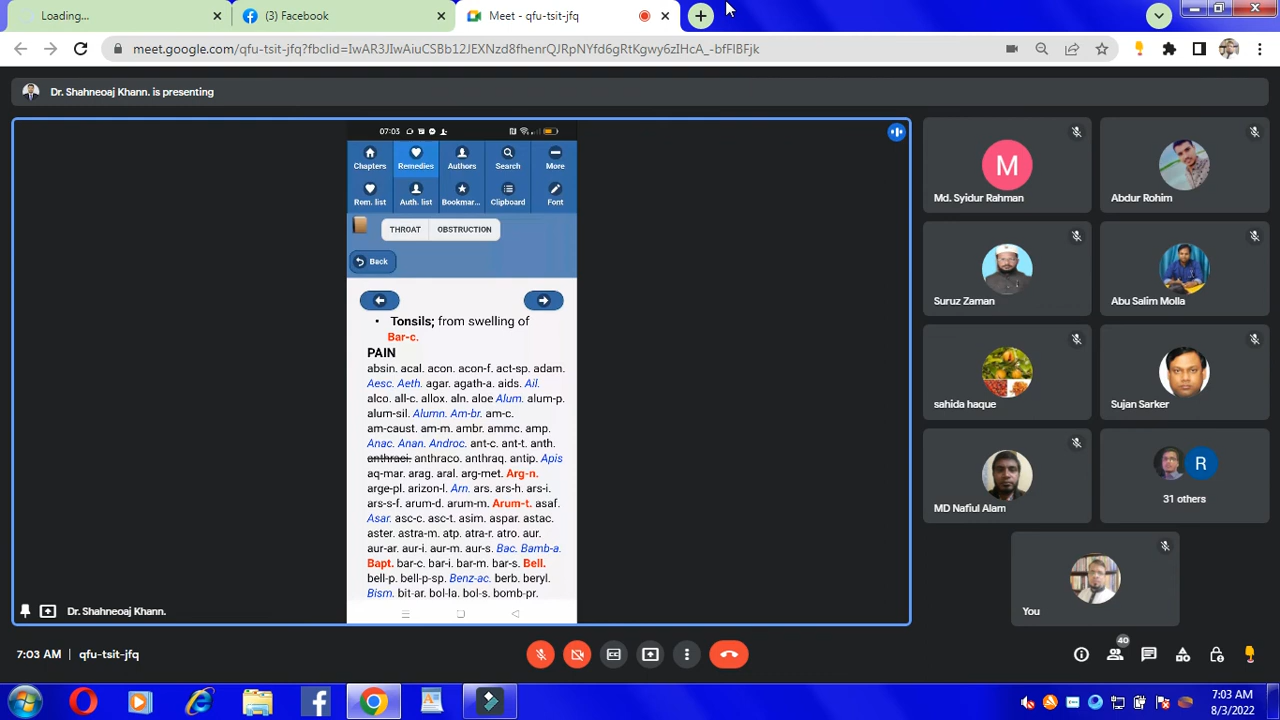 Loading...
(3) Facebook
Meet - qfu-tsit-jfq
meet.google.com/qfu-tsit-jfq?fbclid=IwAR3JIwAiuCSBb12JEXNzd8fhenrQJRpNYfd6gRtKgwy6zIHcA_-bfFIBFjk
Dr. Shahneoaj Khann. is presenting
07:03
Chapters Remedies Authors Search More
Rem. list Auth. list Bookmar... Clipboard Font
THROAT OBSTRUCTION
Back
• Tonsils; from swelling of
Bar-c.
PAIN
absin. acal. acon. acon-f. act-sp. adam.
Aesc. Aeth. agar. agath-a. aids. Ail.
alco. all-c. allox. aln. aloe Alum. alum-p.
alum-sil. Alumn. Am-br. am-c.
am-caust. am-m. ambr. ammc. amp.
Anac. Anan. Androc. ant-c. ant-t. anth.
anthraci. anthraco. anthraq. antip. Apis
aq-mar. arag. aral. arg-met. Arg-n.
arge-pl. arizon-l. Arn. ars. ars-h. ars-i.
ars-s-f. arum-d. arum-m. Arum-t. asaf.
Asar. asc-c. asc-t. asim. aspar. astac.
aster. astra-m. atp. atra-r. atro. aur.
aur-ar. aur-i. aur-m. aur-s. Bac. Bamb-a.
Bapt. bar-c. bar-i. bar-m. bar-s. Bell.
bell-p. bell-p-sp. Benz-ac. berb. beryl.
Bism. bit-ar. bol-la. bol-s. bomb-pr.
Dr. Shahneoaj Khann.
M
Md. Syidur Rahman
Abdur Rohim
Suruz Zaman
Abu Salim Molla
sahida haque
Sujan Sarker
MD Nafiul Alam
R
31 others
You
7:03 AM | qfu-tsit-jfq
40
7:03 AM
8/3/2022